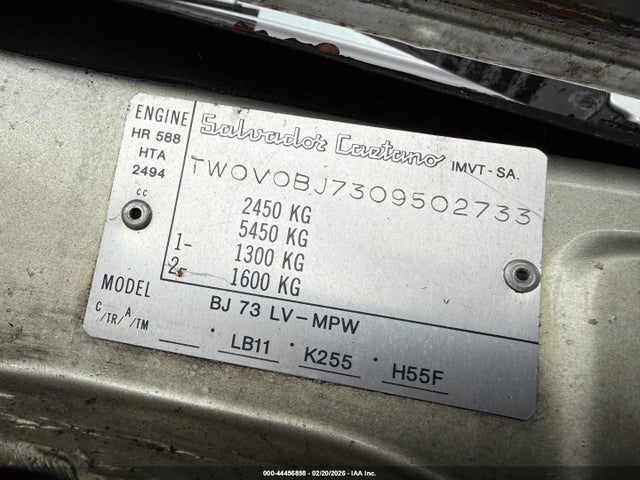 ENGINE
HR 588
HTA
2494
cc
Salvador Caetano IMVT-SA.
TW0V0BJ7309502733
2450 KG
5450 KG
1- 1300 KG
2- 1600 KG
MODEL BJ 73 LV-MPW
C/TR/A/TM LB11 K255 H55F
000-44456858 - 02/20/2026 - IAA Inc.